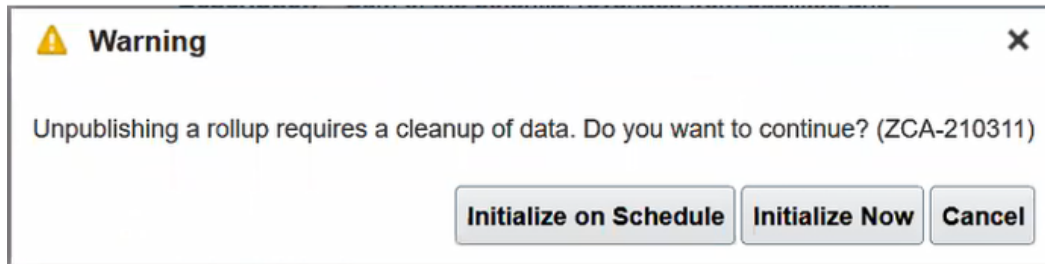 Warning
Unpublishing a rollup requires a cleanup of data. Do you want to continue? (ZCA-210311)
Initialize on Schedule Initialize Now Cancel